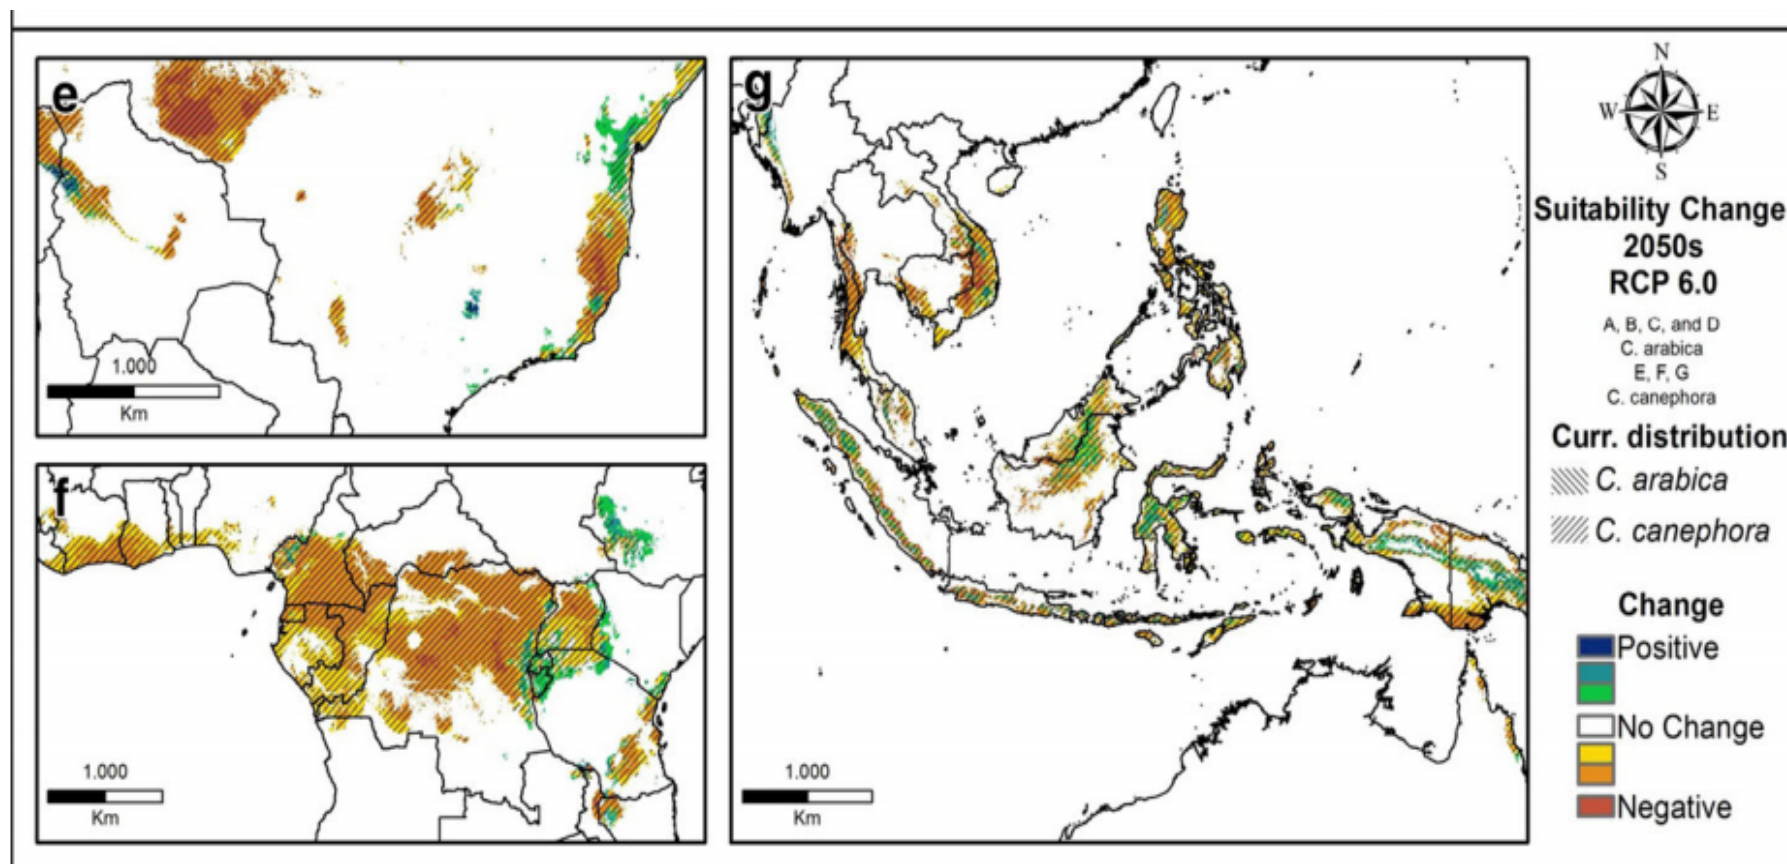 e
1.000
Km
f
1.000
Km
g
1.000
Km
N
W E
S
Suitability Change
2050s
RCP 6.0
A, B, C, and D
C. arabica
E, F, G
C. canephora
Curr. distribution
C. arabica
C. canephora
Change
Positive
No Change
Negative